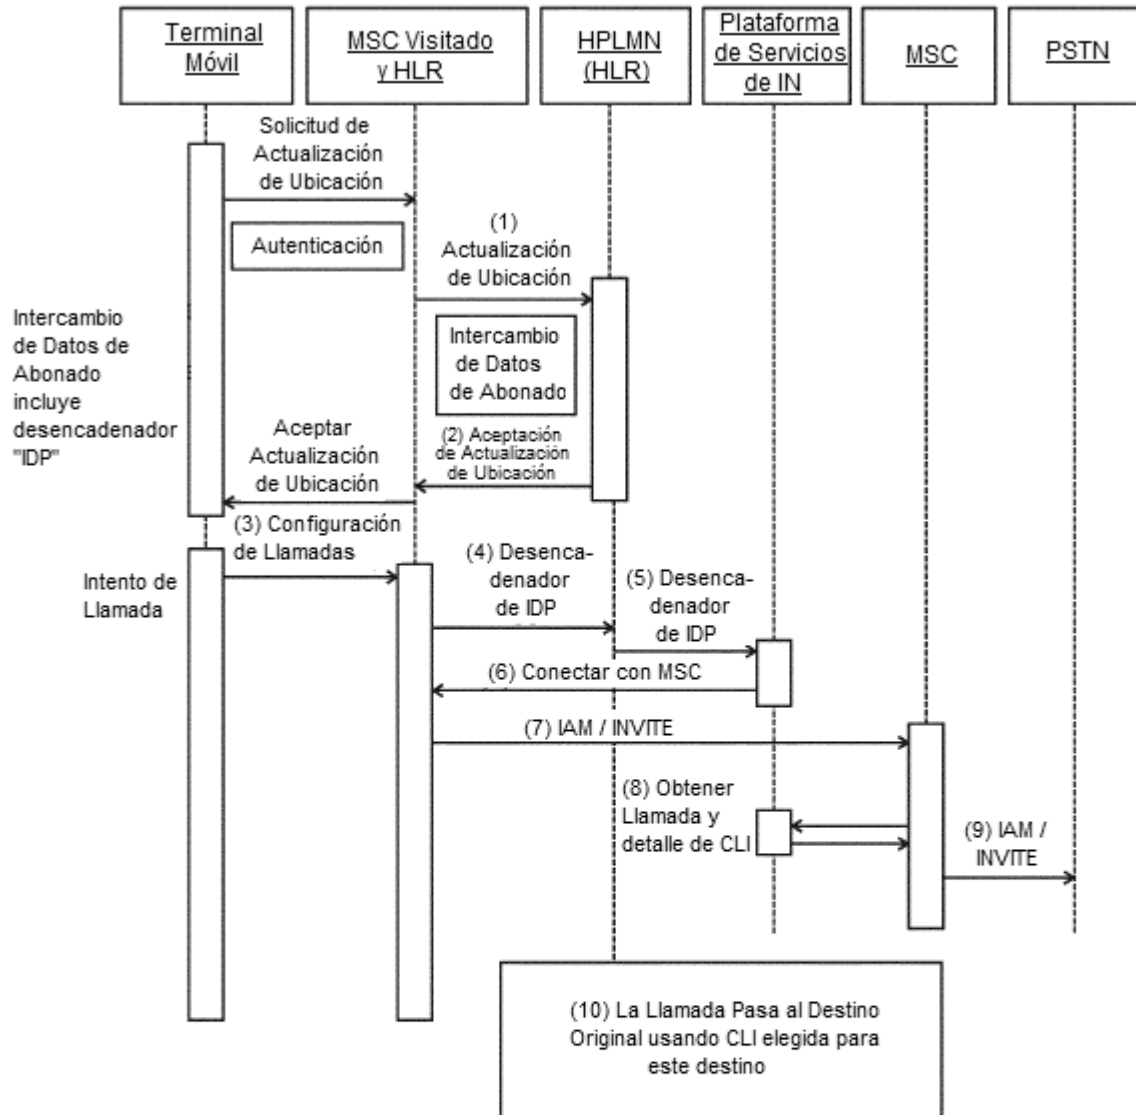 Terminal
Móvil
MSC Visitado
y HLR
HPLMN
(HLR)
Plataforma
de Servicios
de IN
MSC
PSTN
Solicitud de
Actualización
de Ubicación
Autenticación
(1)
Actualización
de Ubicación
Intercambio
de Datos de
Abonado
incluye
desencadenador
"IDP"
Intercambio
de Datos
de Abonado
Aceptar
Actualización
de Ubicación
(2) Aceptación
de Actualización
de Ubicación
(3) Configuración
de Llamadas
Intento de
Llamada
(4) Desenca-
denador
de IDP
(5) Desenca-
denador
de IDP
(6) Conectar con MSC
(7) IAM / INVITE
(8) Obtener
Llamada y
detalle de CLI
(9) IAM /
INVITE
(10) La Llamada Pasa al Destino
Original usando CLI elegida para
este destino